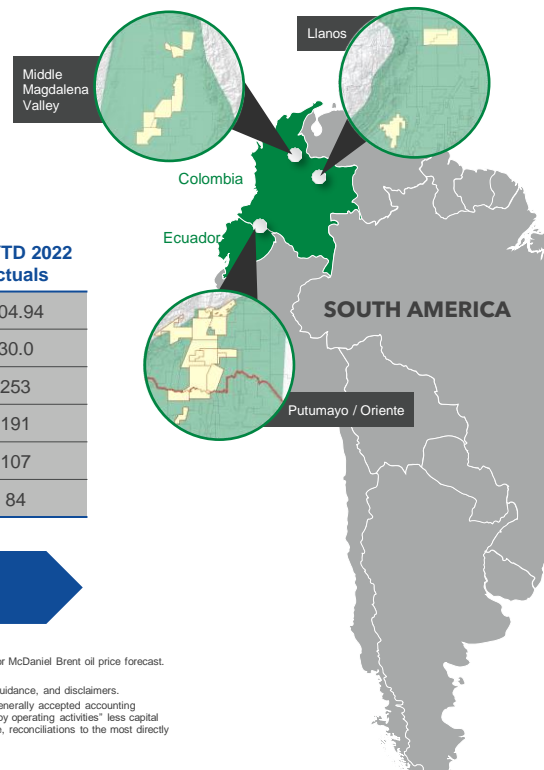 Llanos
Middle
Magdalena
Valley
Colombia
Ecuador
SOUTH AMERICA
Putumayo / Oriente
TD 2022
ctuals
04.94
30.0
253
191
107
84
or McDaniel Brent oil price forecast.
uidance, and disclaimers.
enerally accepted accounting
by operating activities” less capital
e, reconciliations to the most directly